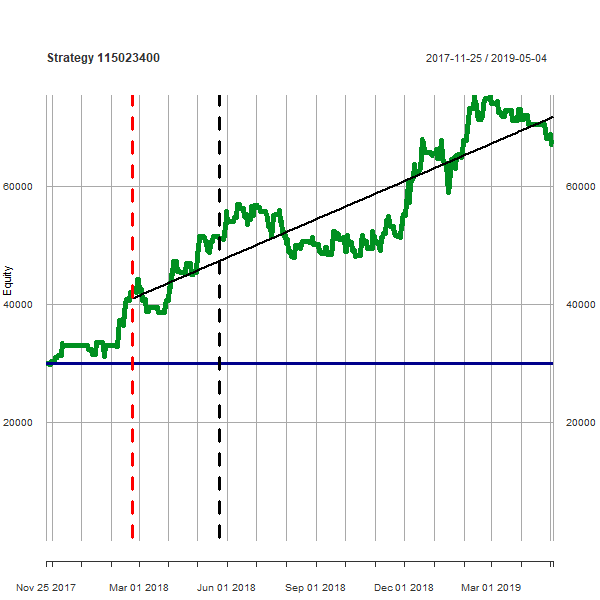 Strategy 115023400 2017-11-25 / 2019-05-04
60000 60000
Equity
40000 40000
20000 20000
Nov 25 2017 Mar 01 2018 Jun 01 2018 Sep 01 2018 Dec 01 2018 Mar 01 2019